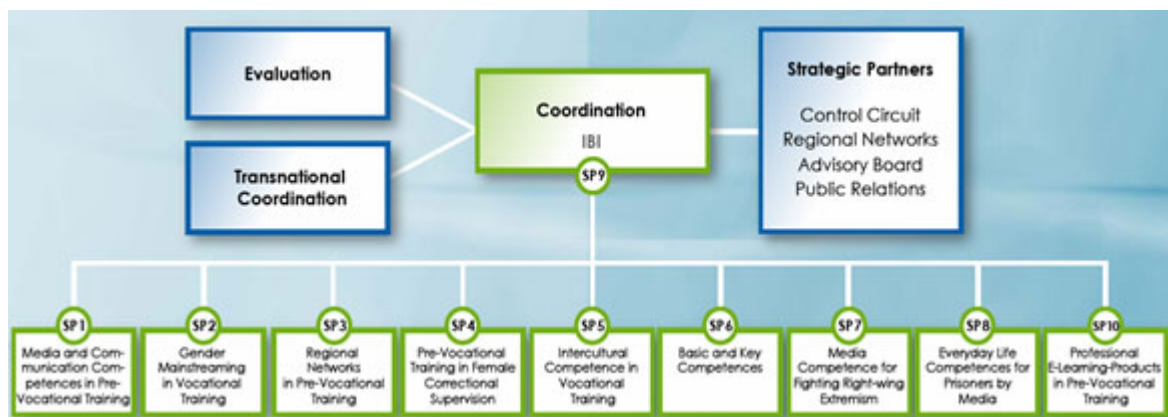 Evaluation
Transnational
Coordination
Coordination
IBI
SP9
Strategic Partners
Control Circuit
Regional Networks
Advisory Board
Public Relations
SP1
Media and Com-
munication Com-
petences in Pre-
Vocational Training
SP2
Gender
Mainstreaming
in Vocational
Training
SP3
Regional
Networks
in Pre-Vocational
Training
SP4
Pre-Vocational
Training in Female
Correctional
Supervision
SP5
Intercultural
Competence in
Vocational
Training
SP6
Basic and Key
Competences
SP7
Media
Competence for
Fighting Right-wing
Extremism
SP8
Everyday Life
Competences for
Prisoners by
Media
SP10
Professional
E-Learning-Products
in Pre-Vocational
Training